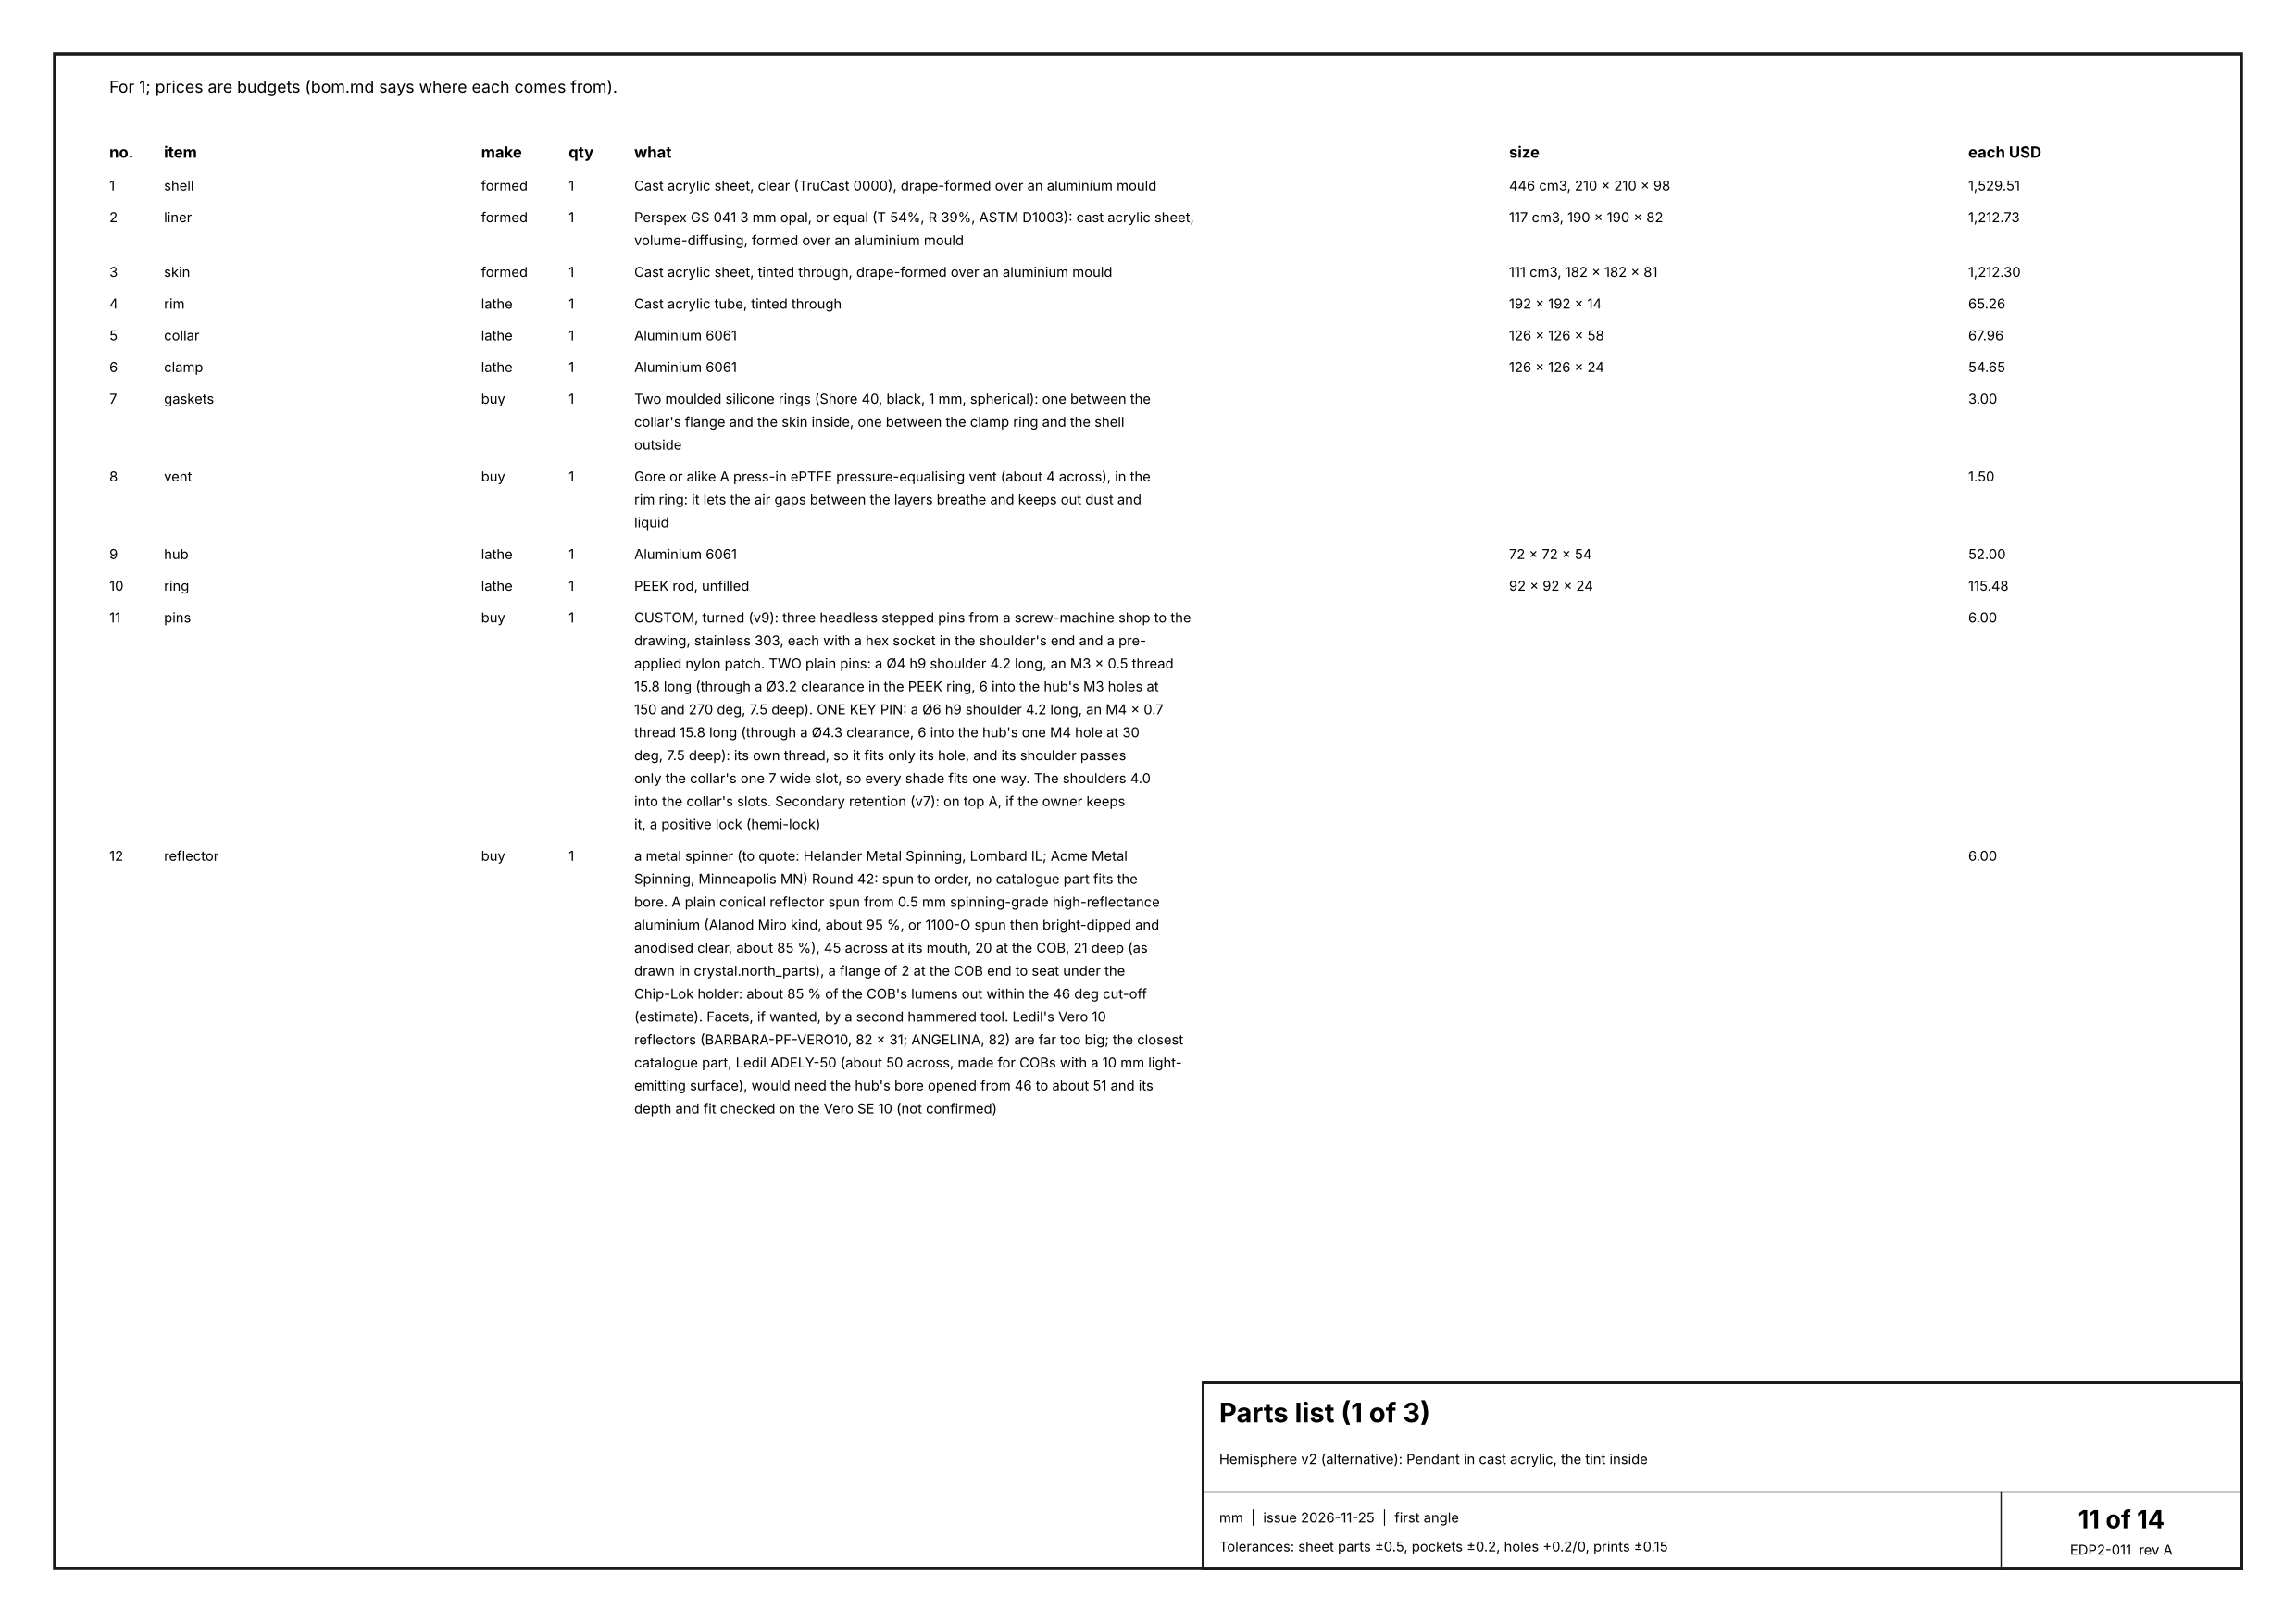 For 1; prices are budgets (bom.md says where each comes from).
no. item make qty what size each USD
1 shell formed 1 Cast acrylic sheet, clear (TruCast 0000), drape-formed over an aluminium mould 446 cm3, 210 × 210 × 98 1,529.51
2 liner formed 1 Perspex GS 041 3 mm opal, or equal (T 54%, R 39%, ASTM D1003): cast acrylic sheet, 117 cm3, 190 × 190 × 82 1,212.73
volume-diffusing, formed over an aluminium mould
3 skin formed 1 Cast acrylic sheet, tinted through, drape-formed over an aluminium mould 111 cm3, 182 × 182 × 81 1,212.30
4 rim lathe 1 Cast acrylic tube, tinted through 192 × 192 × 14 65.26
5 collar lathe 1 Aluminium 6061 126 × 126 × 58 67.96
6 clamp lathe 1 Aluminium 6061 126 × 126 × 24 54.65
7 gaskets buy 1 Two moulded silicone rings (Shore 40, black, 1 mm, spherical): one between the 3.00
collar's flange and the skin inside, one between the clamp ring and the shell
outside
8 vent buy 1 Gore or alike A press-in ePTFE pressure-equalising vent (about 4 across), in the 1.50
rim ring: it lets the air gaps between the layers breathe and keeps out dust and
liquid
9 hub lathe 1 Aluminium 6061 72 × 72 × 54 52.00
10 ring lathe 1 PEEK rod, unfilled 92 × 92 × 24 115.48
11 pins buy 1 CUSTOM, turned (v9): three headless stepped pins from a screw-machine shop to the 6.00
drawing, stainless 303, each with a hex socket in the shoulder's end and a pre-
applied nylon patch. TWO plain pins: a Ø4 h9 shoulder 4.2 long, an M3 × 0.5 thread
15.8 long (through a Ø3.2 clearance in the PEEK ring, 6 into the hub's M3 holes at
150 and 270 deg, 7.5 deep). ONE KEY PIN: a Ø6 h9 shoulder 4.2 long, an M4 × 0.7
thread 15.8 long (through a Ø4.3 clearance, 6 into the hub's one M4 hole at 30
deg, 7.5 deep): its own thread, so it fits only its hole, and its shoulder passes
only the collar's one 7 wide slot, so every shade fits one way. The shoulders 4.0
into the collar's slots. Secondary retention (v7): on top A, if the owner keeps
it, a positive lock (hemi-lock)
12 reflector buy 1 a metal spinner (to quote: Helander Metal Spinning, Lombard IL; Acme Metal 6.00
Spinning, Minneapolis MN) Round 42: spun to order, no catalogue part fits the
bore. A plain conical reflector spun from 0.5 mm spinning-grade high-reflectance
aluminium (Alanod Miro kind, about 95 %, or 1100-O spun then bright-dipped and
anodised clear, about 85 %), 45 across at its mouth, 20 at the COB, 21 deep (as
drawn in crystal.north_parts), a flange of 2 at the COB end to seat under the
Chip-Lok holder: about 85 % of the COB's lumens out within the 46 deg cut-off
(estimate). Facets, if wanted, by a second hammered tool. Ledil's Vero 10
reflectors (BARBARA-PF-VERO10, 82 × 31; ANGELINA, 82) are far too big; the closest
catalogue part, Ledil ADELY-50 (about 50 across, made for COBs with a 10 mm light-
emitting surface), would need the hub's bore opened from 46 to about 51 and its
depth and fit checked on the Vero SE 10 (not confirmed)
Parts list (1 of 3)
Hemisphere v2 (alternative): Pendant in cast acrylic, the tint inside
mm | issue 2026-11-25 | first angle
Tolerances: sheet parts ±0.5, pockets ±0.2, holes +0.2/0, prints ±0.15
11 of 14
EDP2-011 rev A